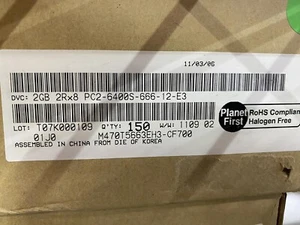 11/03/06
DVC: 2GB 2Rx8 PC2-6400S-666-12-E3
LOT: T07K000109 Q'TY: 150 W/W: 1109 02
01J0 M470T5663EH3-CF700
ASSEMBLED IN CHINA FROM DIE OF KOREA
Planet First
RoHS Compliant
Halogen Free